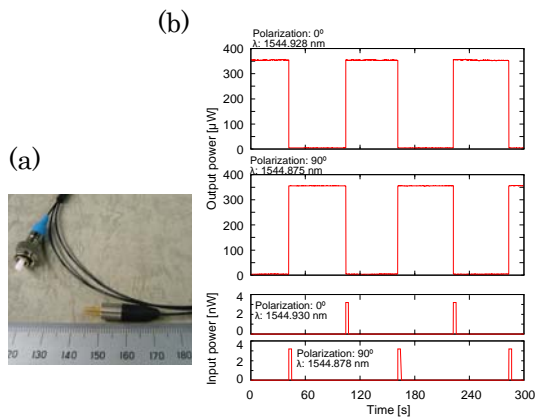 (b)
Polarization: 0º
λ: 1544.928 nm
400
300
200
100
0
Polarization: 90º
λ: 1544.875 nm
400
300
200
100
0
Output power [μW]
(a)
120 130 140 150 160 170 180
4
2
0
Polarization: 0º
λ: 1544.930 nm
4
2
0
Polarization: 90º
λ: 1544.878 nm
Input power [nW]
0 60 120 180 240 300
Time [s]